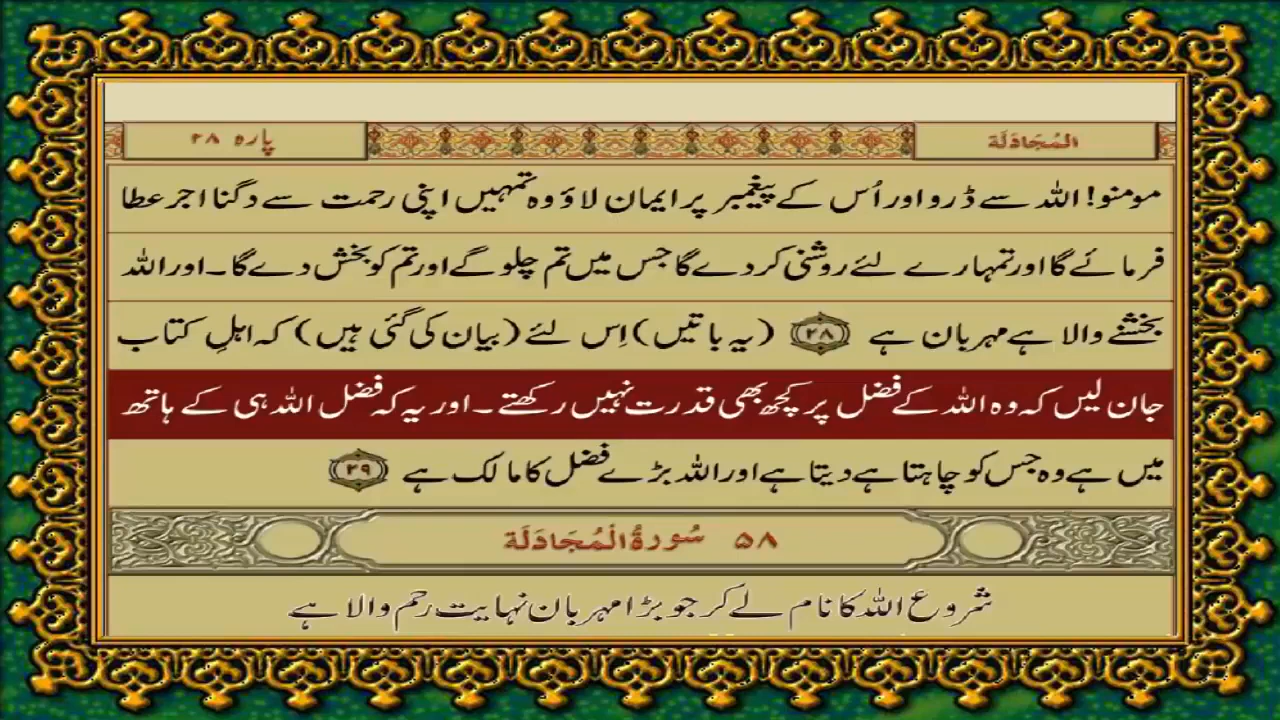 المُجَادَلَة پارہ ۲۸
مومنو! اللہ سے ڈرو اور اُس کے پیغمبر پر ایمان لاؤ وہ تمہیں اپنی رحمت سے دگنا اجر عطا
فرمائے گا اور تمہارے لئے روشنی کر دے گا جس میں تم چلو گے اور تم کو بخش دے گا۔ اور اللہ
بخشنے والا ہے مہربان ہے ۲۸ (یہ باتیں) اِس لئے (بیان کی گئی ہیں) کہ اہلِ کتاب
جان لیں کہ وہ اللہ کے فضل پر کچھ بھی قدرت نہیں رکھتے۔ اور یہ کہ فضل اللہ ہی کے ہاتھ
میں ہے وہ جس کو چاہتا ہے دیتا ہے اور اللہ بڑے فضل کا مالک ہے ۲۹
۵۸ سُورۃُ الْمُجَادَلَة
شروع اللہ کا نام لے کر جو بڑا مہربان نہایت رحم والا ہے